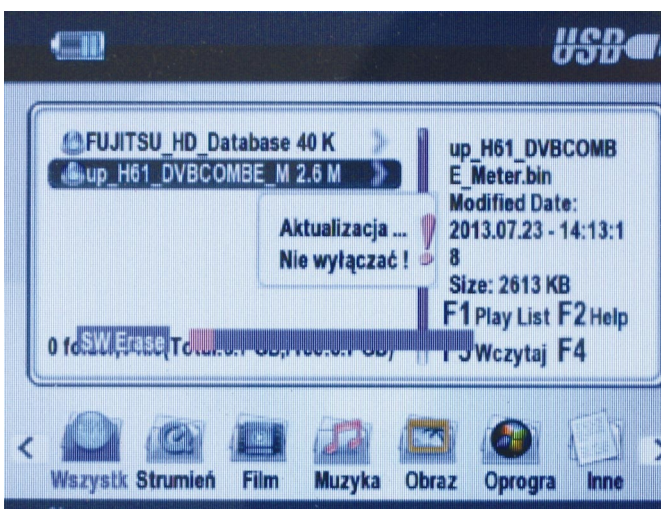 USB
FUJITSU_HD_Database 40 K
up_H61_DVBCOMBE_M 2.6 M
up_H61_DVBCOMB
E_Meter.bin
Modified Date:
2013.07.23 - 14:13:1
8
Size: 2613 KB
Aktualizacja ...
Nie wyłączać !
SW Erase
F1 Play List F2 Help
Wczytaj F4
Wszystk Strumień Film Muzyka Obraz Oprogra Inne